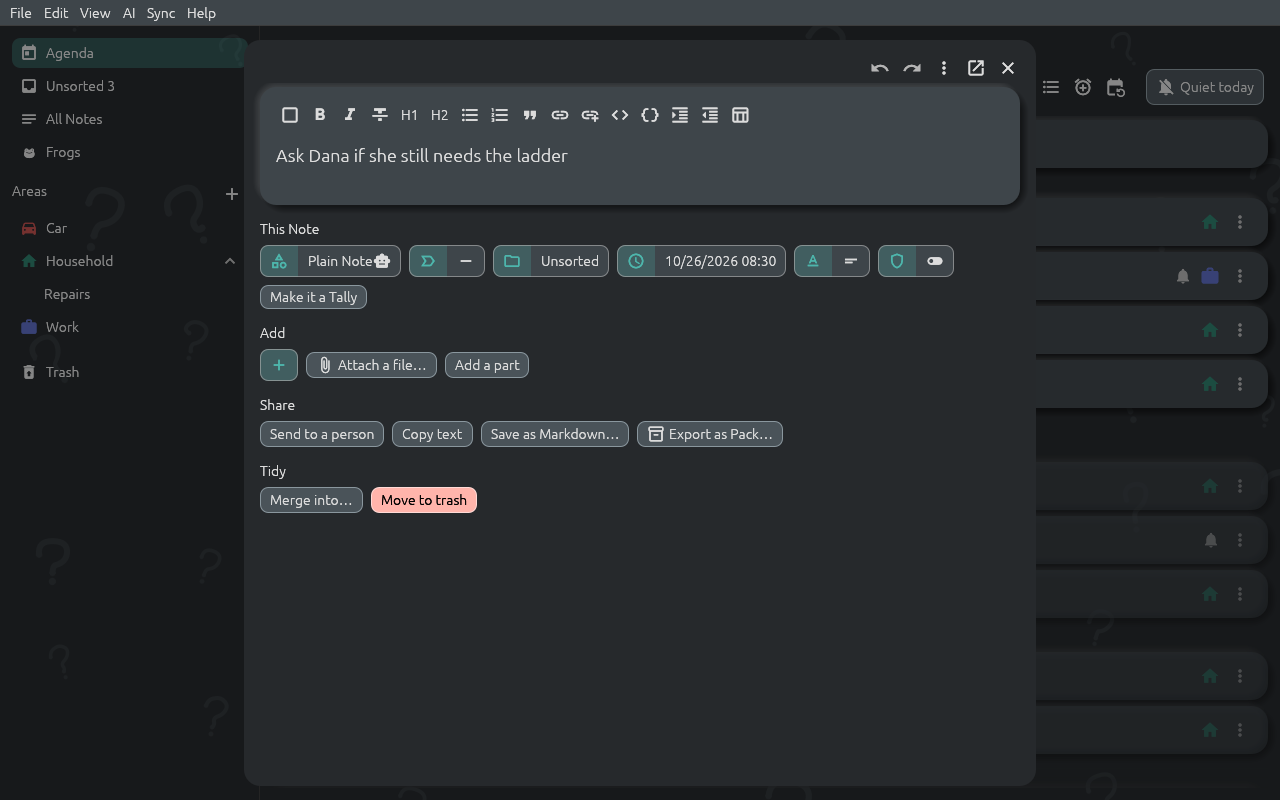 File Edit View AI Sync Help
Agenda
Unsorted 3
All Notes
Frogs
Areas
Car
Household
Repairs
Work
Trash
Quiet today
B I H1 H2
Ask Dana if she still needs the ladder
This Note
Plain Note
Unsorted
10/26/2026 08:30
A
Make it a Tally
Add
Attach a file...
Add a part
Share
Send to a person
Copy text
Save as Markdown...
Export as Pack...
Tidy
Merge into...
Move to trash